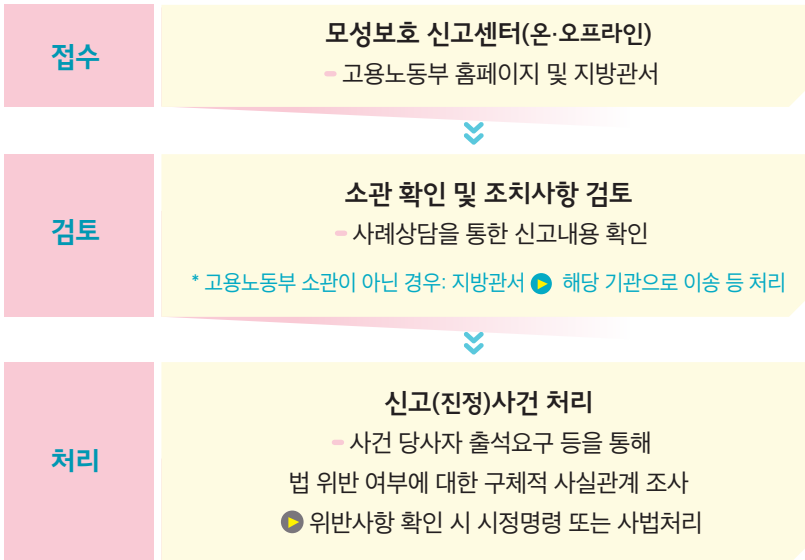 접수
모성보호 신고센터(온·오프라인)
- 고용노동부 홈페이지 및 지방관서
검토
소관 확인 및 조치사항 검토
- 사례상담을 통한 신고내용 확인
* 고용노동부 소관이 아닌 경우: 지방관서 ▶ 해당 기관으로 이송 등 처리
처리
신고(진정)사건 처리
- 사건 당사자 출석요구 등을 통해
법 위반 여부에 대한 구체적 사실관계 조사
▶ 위반사항 확인 시 시정명령 또는 사법처리